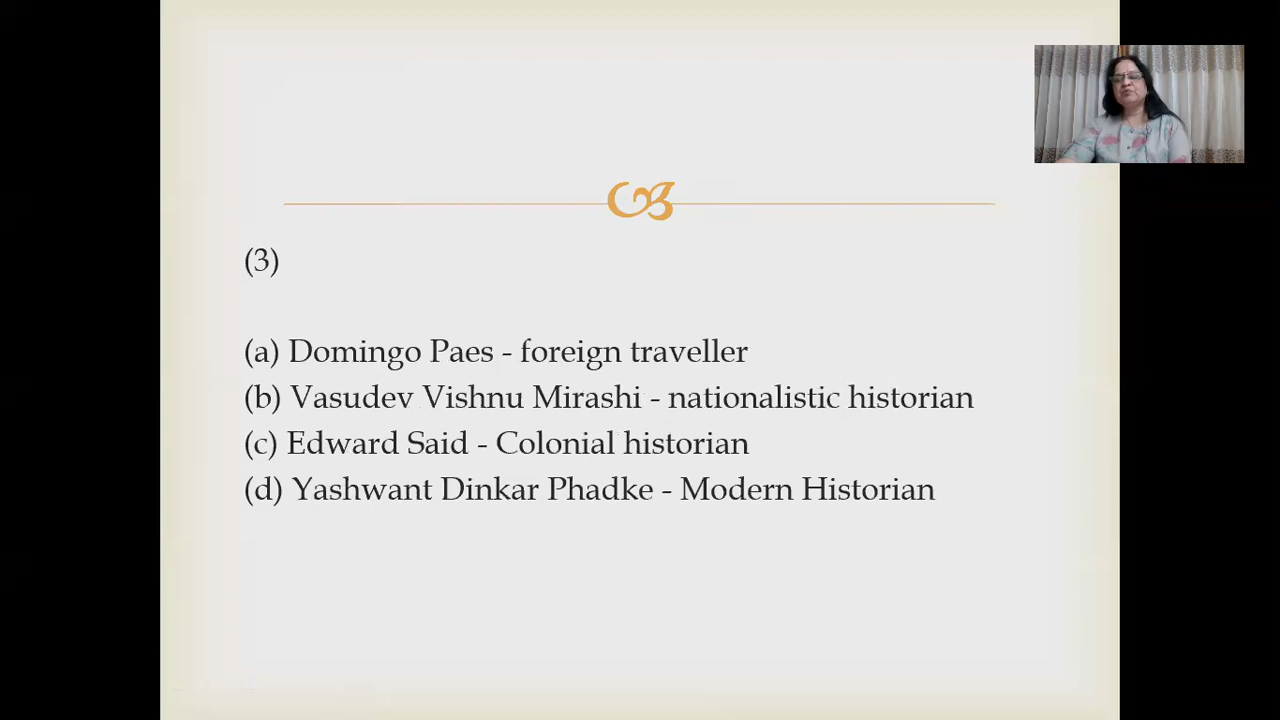 (3)
(a) Domingo Paes - foreign traveller
(b) Vasudev Vishnu Mirashi - nationalistic historian
(c) Edward Said - Colonial historian
(d) Yashwant Dinkar Phadke - Modern Historian